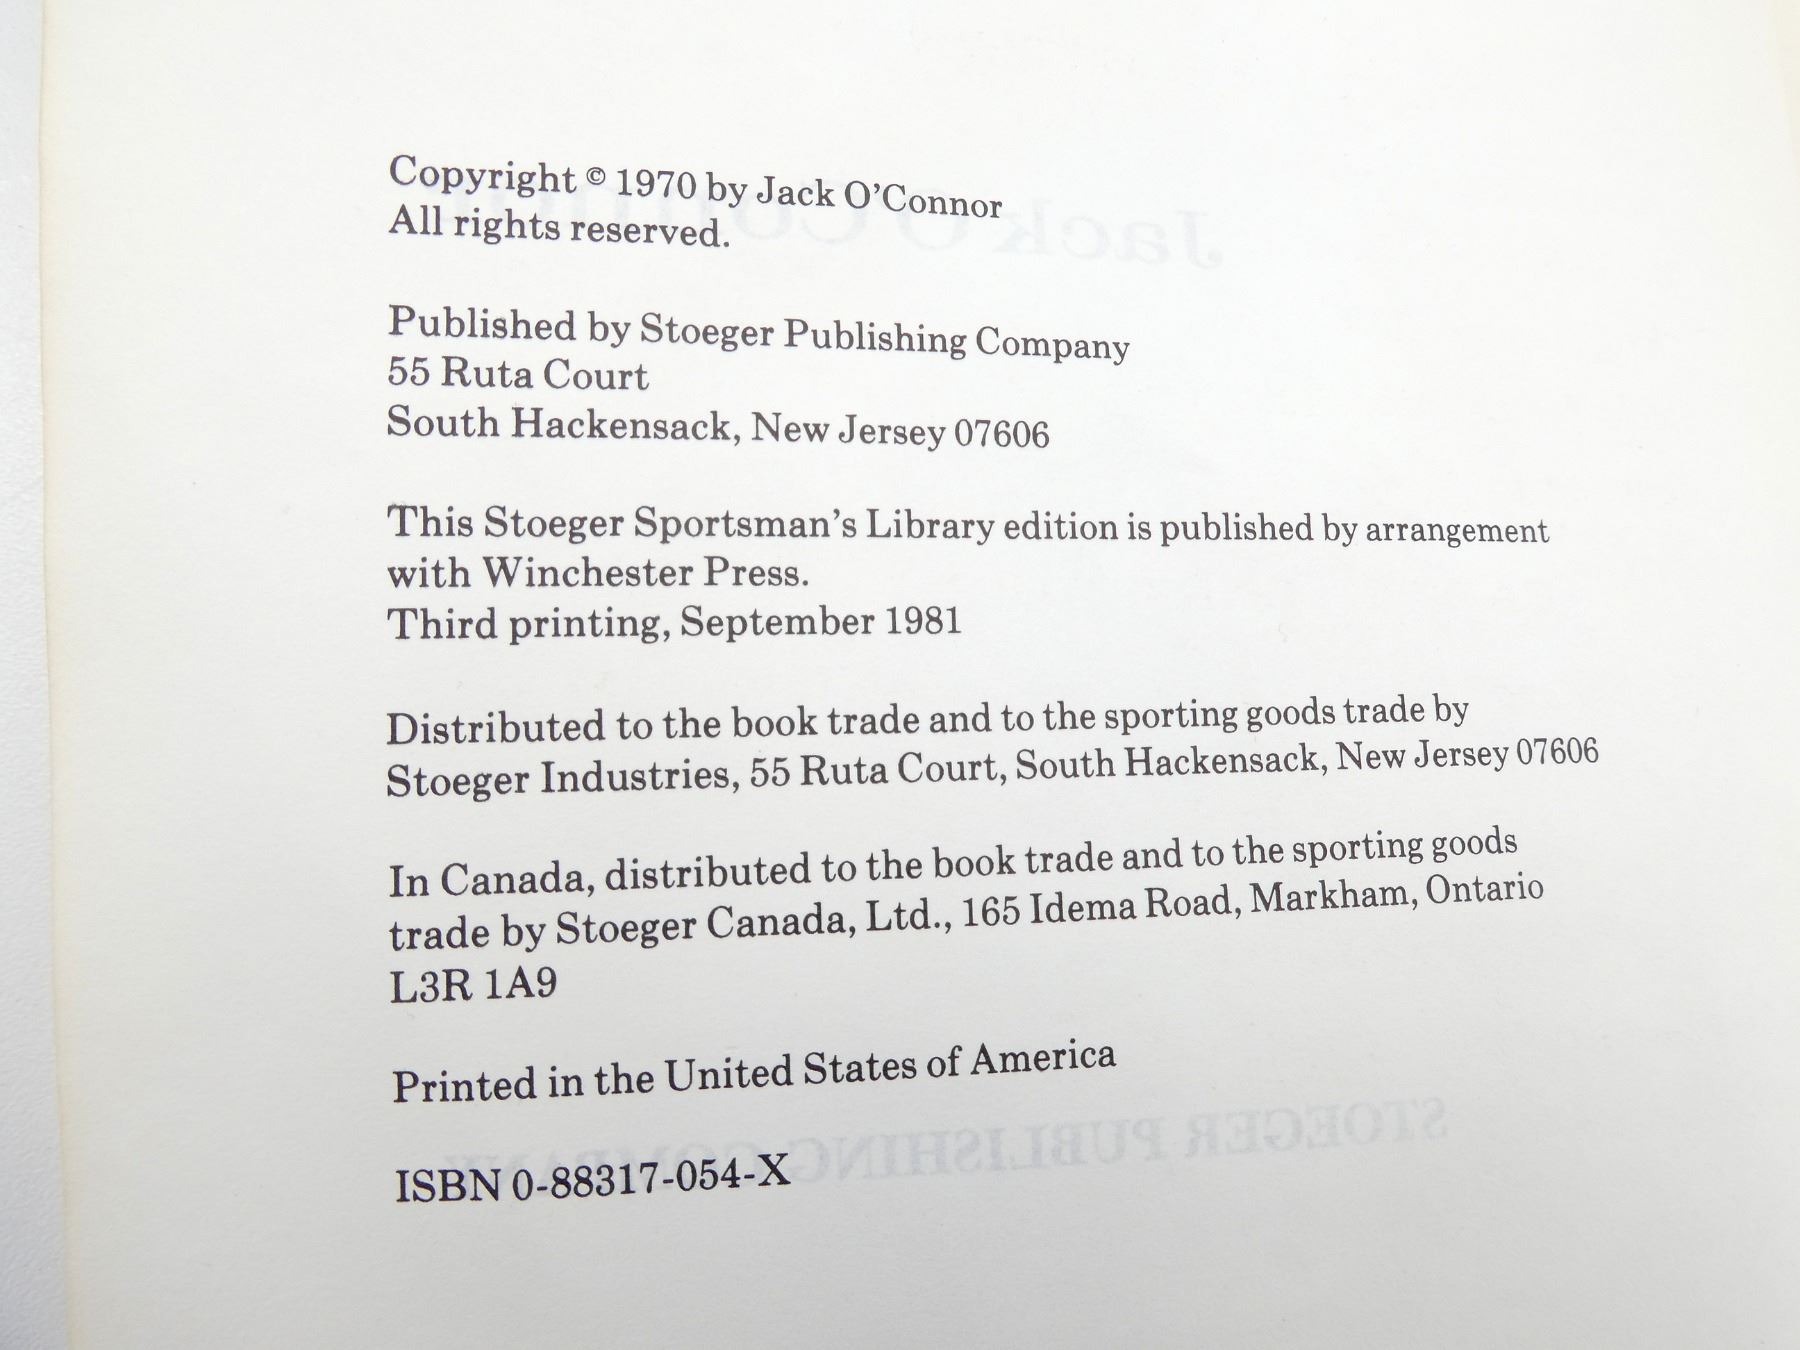 Copyright © 1970 by Jack O'Connor
All rights reserved.
Published by Stoeger Publishing Company
55 Ruta Court
South Hackensack, New Jersey 07606
This Stoeger Sportsman's Library edition is published by arrangement
with Winchester Press.
Third printing, September 1981
Distributed to the book trade and to the sporting goods trade by
Stoeger Industries, 55 Ruta Court, South Hackensack, New Jersey 07606
In Canada, distributed to the book trade and to the sporting goods
trade by Stoeger Canada, Ltd., 165 Idema Road, Markham, Ontario
L3R 1A9
Printed in the United States of America
ISBN 0-88317-054-X